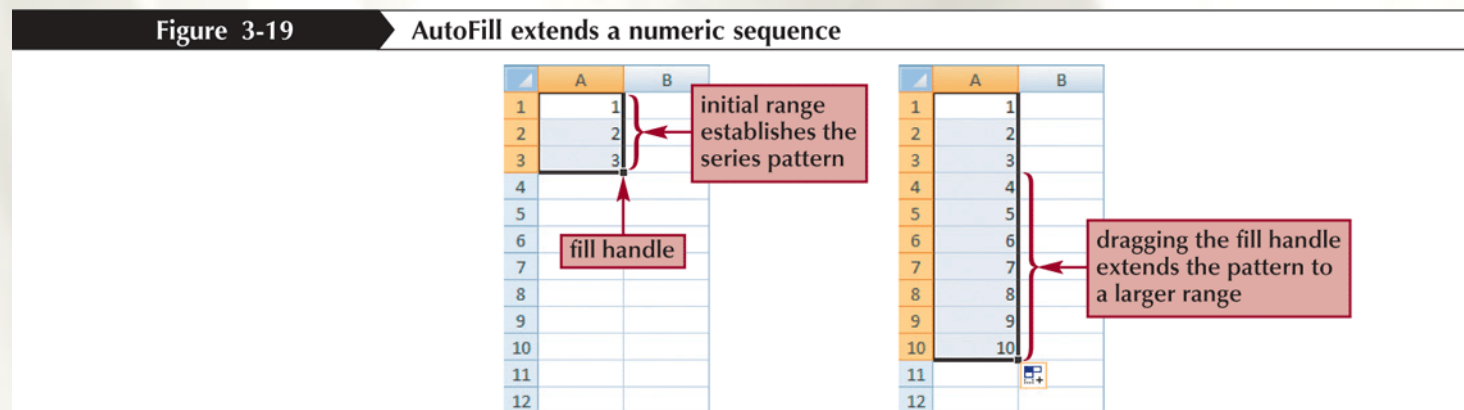 Figure 3-19 AutoFill extends a numeric sequence
A B
1 1
2 2
3 3
4
5
6
7
8
9
10
11
12
initial range
establishes the
series pattern
fill handle
A B
1 1
2 2
3 3
4 4
5 5
6 6
7 7
8 8
9 9
10 10
11
12
dragging the fill handle
extends the pattern to
a larger range